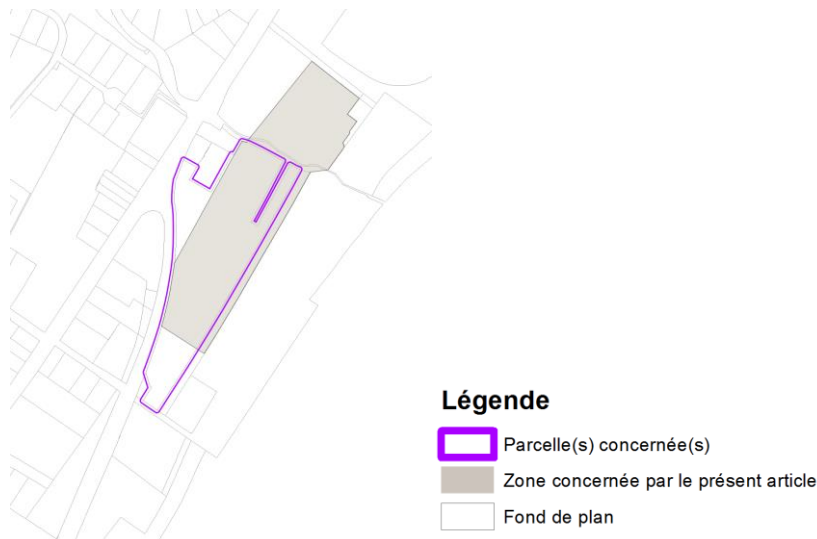 Légende
Parcelle(s) concernée(s)
Zone concernée par le présent article
Fond de plan